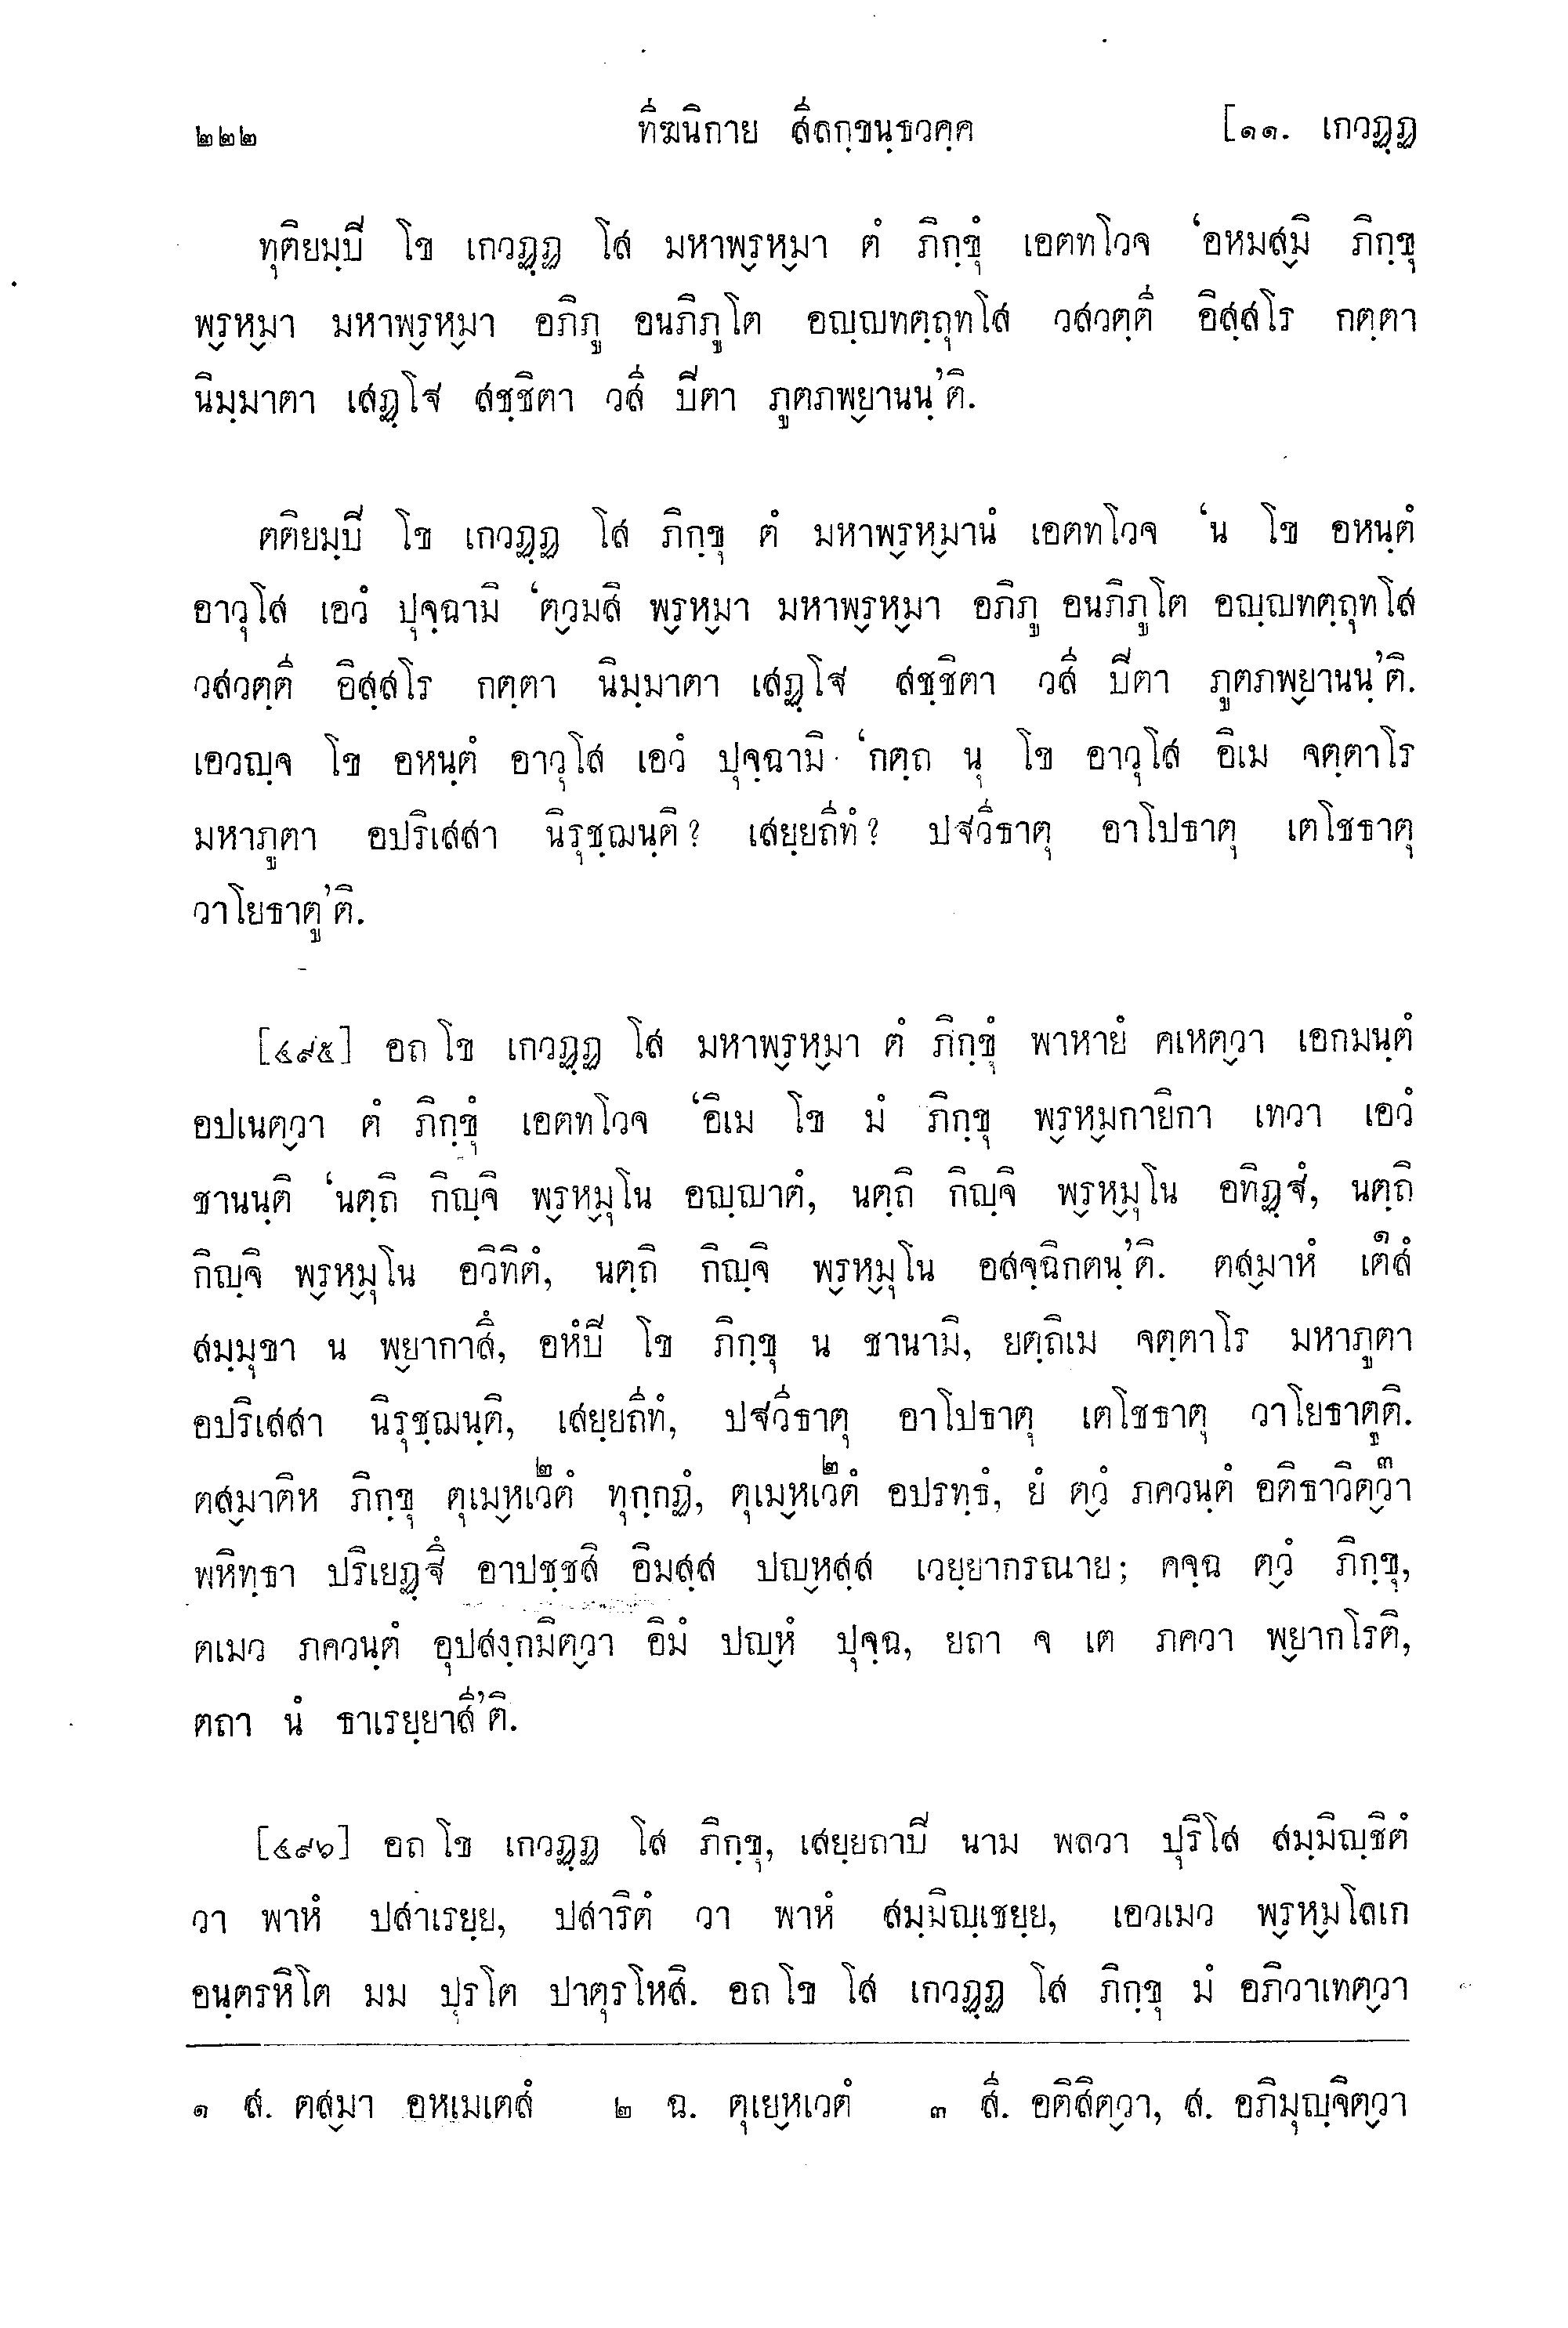 ๒๒๒ ทีฆนิกาย สีลกฺขนฺธวคฺค [๑๑. เกวฏฺฏ
ทุติยมฺปี โข เกวฏฺฏ โส มหาพฺรหฺมา ตํ ภิกฺขุํ เอตทโวจ ‘อหมสฺมิ ภิกฺขุ
พฺรหฺมา มหาพฺรหฺมา อภิภู อนภิภูโต อญฺญทตฺถุทโส วสวตฺตี อิสฺสโร กตฺตา
นิมฺมาตา เสฏฺโฐ สชฺชิตา วสี ปีตา ภูตภพฺยานนฺ’ติ.
ตติยมฺปี โข เกวฏฺฏ โส ภิกฺขุ ตํ มหาพฺรหฺมานํ เอตทโวจ ‘น โข อหนฺตํ
อาวุโส เอวํ ปุจฺฉามิ ‘ตฺวมสิ พฺรหฺมา มหาพฺรหฺมา อภิภู อนภิภูโต อญฺญทตฺถุทโส
วสวตฺตี อิสฺสโร กตฺตา นิมฺมาตา เสฏฺโฐ สชฺชิตา วสี ปีตา ภูตภพฺยานนฺ’ติ.
เอวญฺจ โข อหนฺตํ อาวุโส เอวํ ปุจฺฉามิ ‘กตฺถ นุ โข อาวุโส อิเม จตฺตาโร
มหาภูตา อปริเสสา นิรุชฺฌนฺติ? เสยฺยถีทํ? ปฐวีธาตุ อาโปธาตุ เตโชธาตุ
วาโยธาตู’ติ.
[๔๙๕] อถ โข เกวฏฺฏ โส มหาพฺรหฺมา ตํ ภิกฺขุํ พาหายํ คเหตฺวา เอกมนฺตํ
อปเนตฺวา ตํ ภิกฺขุํ เอตทโวจ ‘อิเม โข มํ ภิกฺขุ พฺรหฺมกายิกา เทวา เอวํ
ชานนฺติ ‘นตฺถิ กิญฺจิ พฺรหฺมุโน อญฺญาตํ, นตฺถิ กิญฺจิ พฺรหฺมุโน อทิฏฺฐํ, นตฺถิ
กิญฺจิ พฺรหฺมุโน อวิทิตํ, นตฺถิ กิญฺจิ พฺรหฺมุโน อสจฺฉิกตนฺ’ติ. ตสฺมาหํ เต๑สํ
สมฺมุขา น พฺยากาสึ, อหํปี โข ภิกฺขุ น ชานามิ, ยตฺถิเม จตฺตาโร มหาภูตา
อปริเสสา นิรุชฺฌนฺติ, เสยฺยถีทํ, ปฐวีธาตุ อาโปธาตุ เตโชธาตุ วาโยธาตูติ.
ตสฺมาติห ภิกฺขุ ตุเมฺหเว๒ตํ ทุกฺกฏํ, ตุเมฺหเว๒ตํ อปรทฺธํ, ยํ ตฺวํ ภควนฺตํ อติธาวิตฺวา๓
พหิทฺธา ปริเยฏฺฐึ อาปชฺชสิ อิมสฺส ปญฺหสฺส เวยฺยากรณาย; คจฺฉ ตฺวํ ภิกฺขุ,
ตเมว ภควนฺตํ อุปสงฺกมิตฺวา อิมํ ปญฺหํ ปุจฺฉ, ยถา จ เต ภควา พฺยากโรติ,
ตถา นํ ธาเรยฺยาสี’ติ.
[๔๙๖] อถ โข เกวฏฺฏ โส ภิกฺขุ, เสยฺยถาปี นาม พลวา ปุริโส สมฺมิญฺชิตํ
วา พาหํ ปสาเรยฺย, ปสาริตํ วา พาหํ สมฺมิญฺเชยฺย, เอวเมว พฺรหฺมโลเก
อนฺตรหิโต มม ปุรโต ปาตุรโหสิ. อถ โข โส เกวฏฺฏ โส ภิกฺขุ มํ อภิวาเทตฺวา
๑ สํ. ตสฺมา อหเมเตสํ ๒ ฉ. ตุเยฺหเวตํ ๓ สี. อติสิตฺวา, ส. อภิมุญฺจิตฺวา